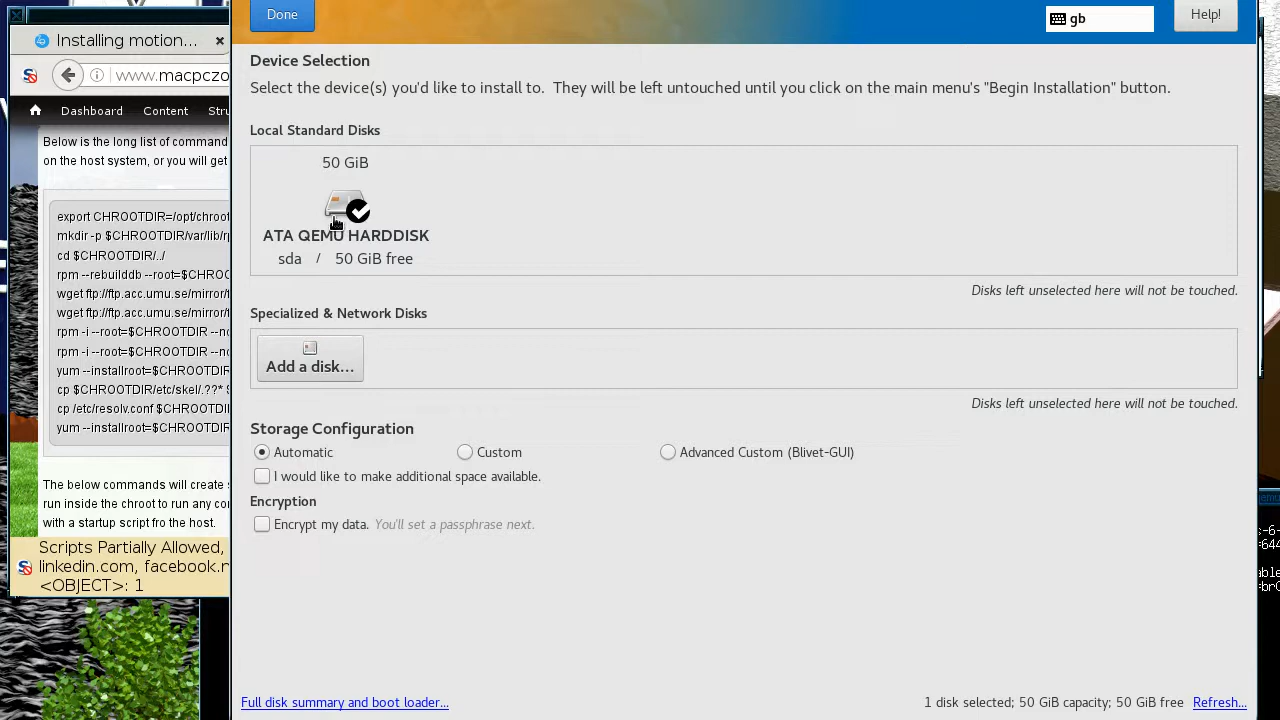 Done
gb
Help!
Device Selection
Select the device(s) you'd like to install to.  They will be left untouched until you click on the main menu's "Begin Installation" button.
Local Standard Disks
50 GiB
ATA QEMU HARDDISK
sda / 50 GiB free
Disks left unselected here will not be touched.
Specialized & Network Disks
Add a disk...
Disks left unselected here will not be touched.
Storage Configuration
Automatic
Custom
Advanced Custom (Blivet-GUI)
I would like to make additional space available.
Encryption
Encrypt my data. You'll set a passphrase next.
Full disk summary and boot loader...
1 disk selected; 50 GiB capacity; 50 GiB free
Refresh...
Installing motion...
www.macpczo
Dashboard
Content
Stru
Below is the long list of command
on the host system, or you will get
export CHROOTDIR=/opt/chroot
mkdir -p $CHROOTDIR/var/lib/rp
cd $CHROOTDIR/../
rpm --rebuilddb --root=$CHROO
wget ftp://ftp.acc.umu.se/mirror/f
wget ftp://ftp.acc.umu.se/mirror/f
rpm -i --root=$CHROOTDIR --no
rpm -i --root=$CHROOTDIR --no
yum --installroot=$CHROOTDIR
cp $CHROOTDIR/etc/skel/.??* $
cp /etc/resolv.conf $CHROOTDI
yum --installroot=$CHROOTDIR
The below commands will create s
run inside the chroot to run any co
with a startup script fro the host.
Scripts Partially Allowed,
linkedin.com, facebook.n
<OBJECT>: 1